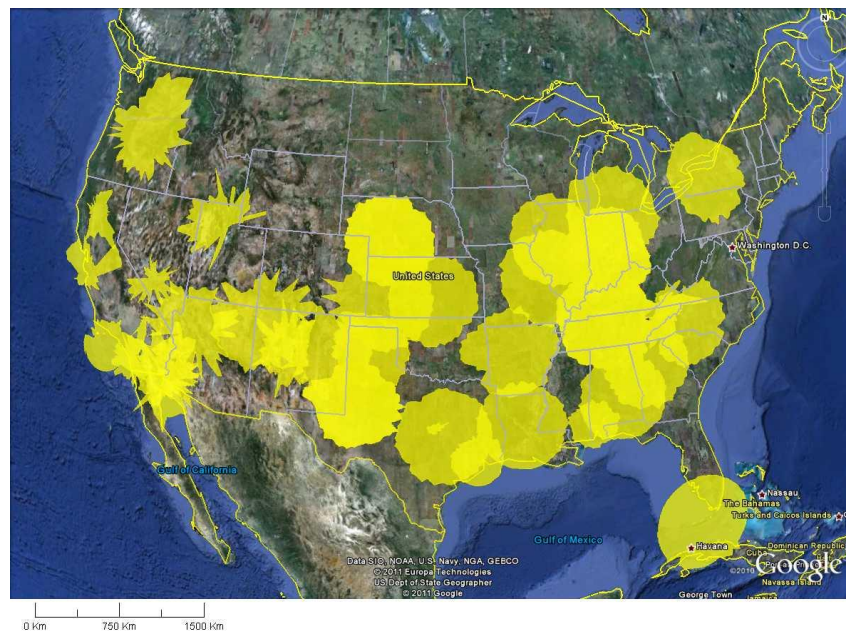 N
Washington D.C.
United States
Gulf of California
Nassau
The Bahamas
Turks and Caicos Islands
Gulf of Mexico
Havana
Dominican Republic
Cuba
Data SIO, NOAA, U.S. Navy, NGA, GEBCO
© 2011 Europa Technologies
US Dept of State Geographer
© 2011 Google
©2010 Google
Navassa Island
George Town
Jamaica
0 Km 750 Km 1500 Km